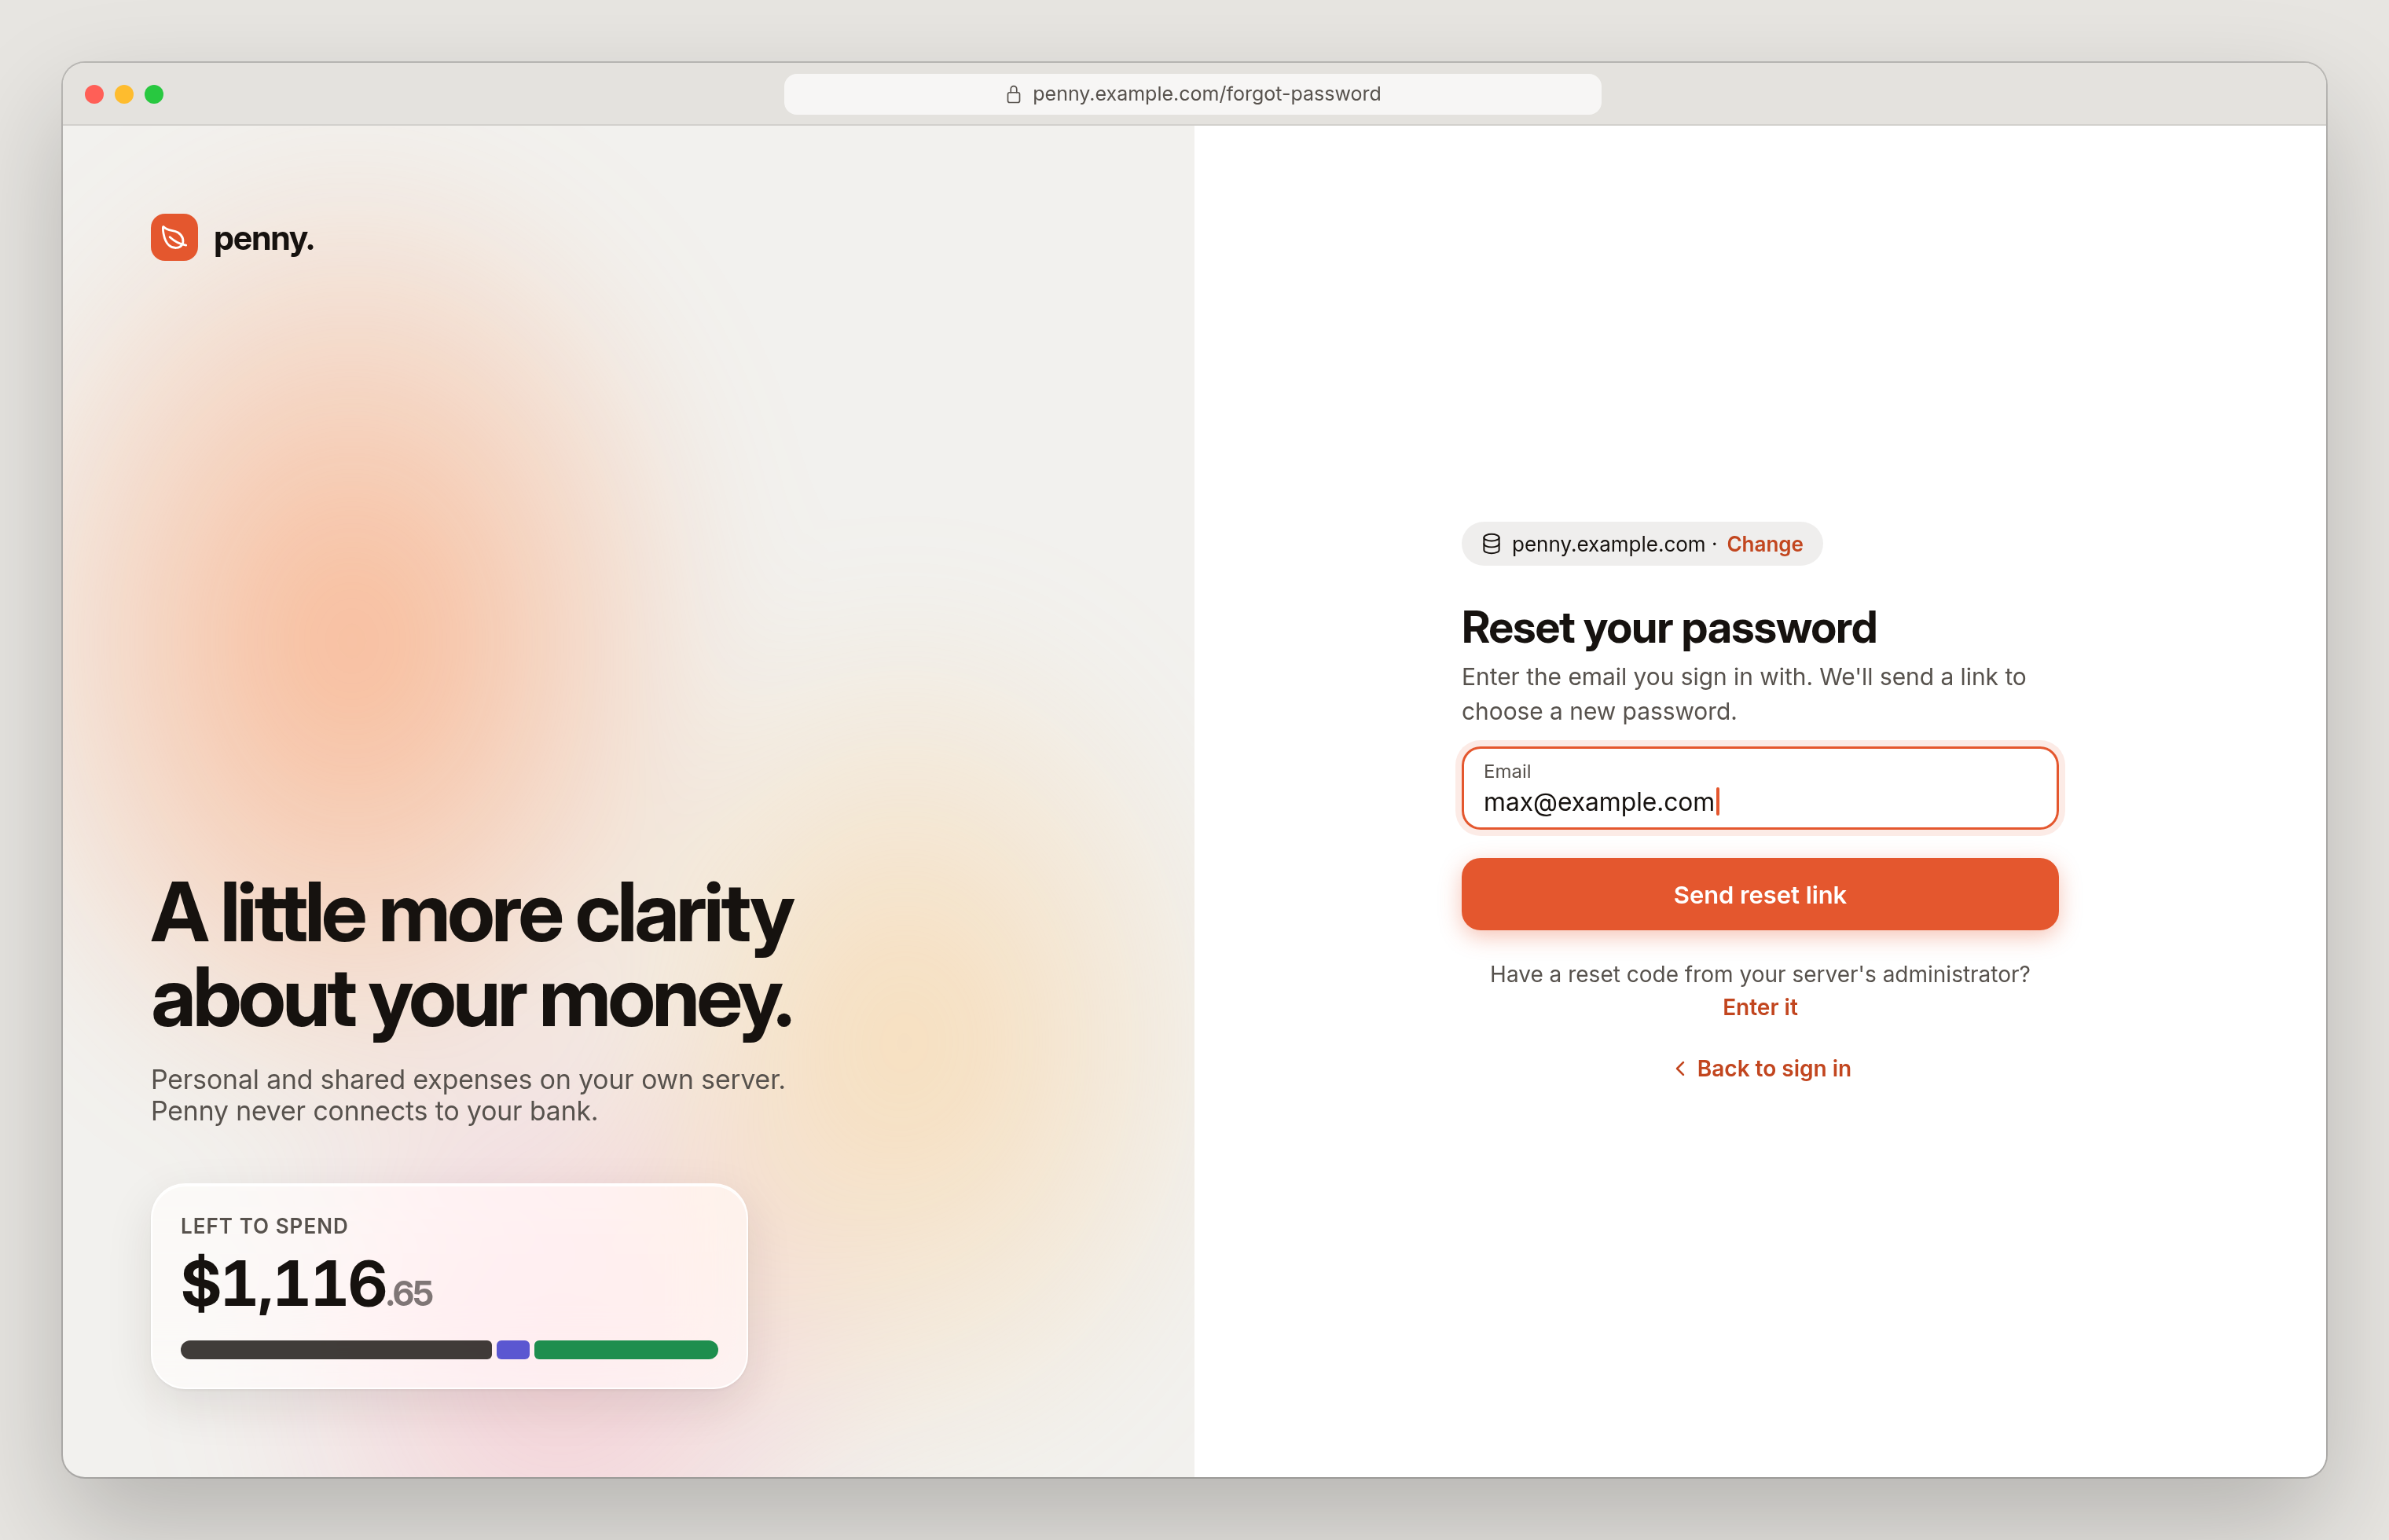 penny.example.com/forgot-password
penny.
A little more clarity
about your money.
Personal and shared expenses on your own server.
Penny never connects to your bank.
LEFT TO SPEND
$1,116.65
penny.example.com · Change
Reset your password
Enter the email you sign in with. We'll send a link to
choose a new password.
Email
max@example.com
Send reset link
Have a reset code from your server's administrator?
Enter it
Back to sign in